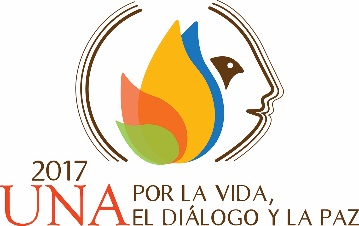 2017
UNA POR LA VIDA,
EL DIÁLOGO Y LA PAZ